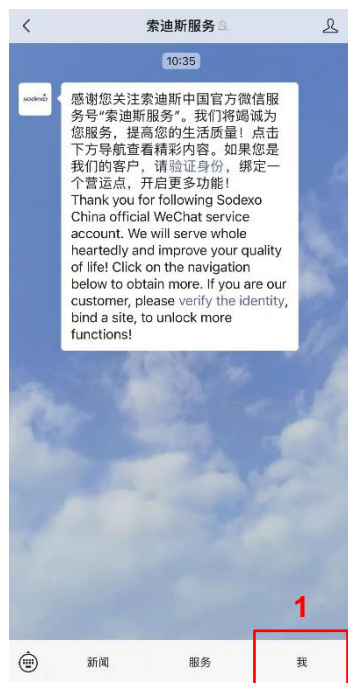 索迪斯服务
10:35
sodexo
感谢您关注索迪斯中国官方微信服
务号“索迪斯服务”。我们将竭诚为
您服务，提高您的生活质量！点击
下方导航查看精彩内容。如果您是
我们的客户，请验证身份，绑定一
个营运点，开启更多功能！
Thank you for following Sodexo
China official WeChat service
account. We will serve whole
heartedly and improve your quality
of life! Click on the navigation
below to obtain more. If you are our
customer, please verify the identity,
bind a site, to unlock more
functions!
1
新闻
服务
我